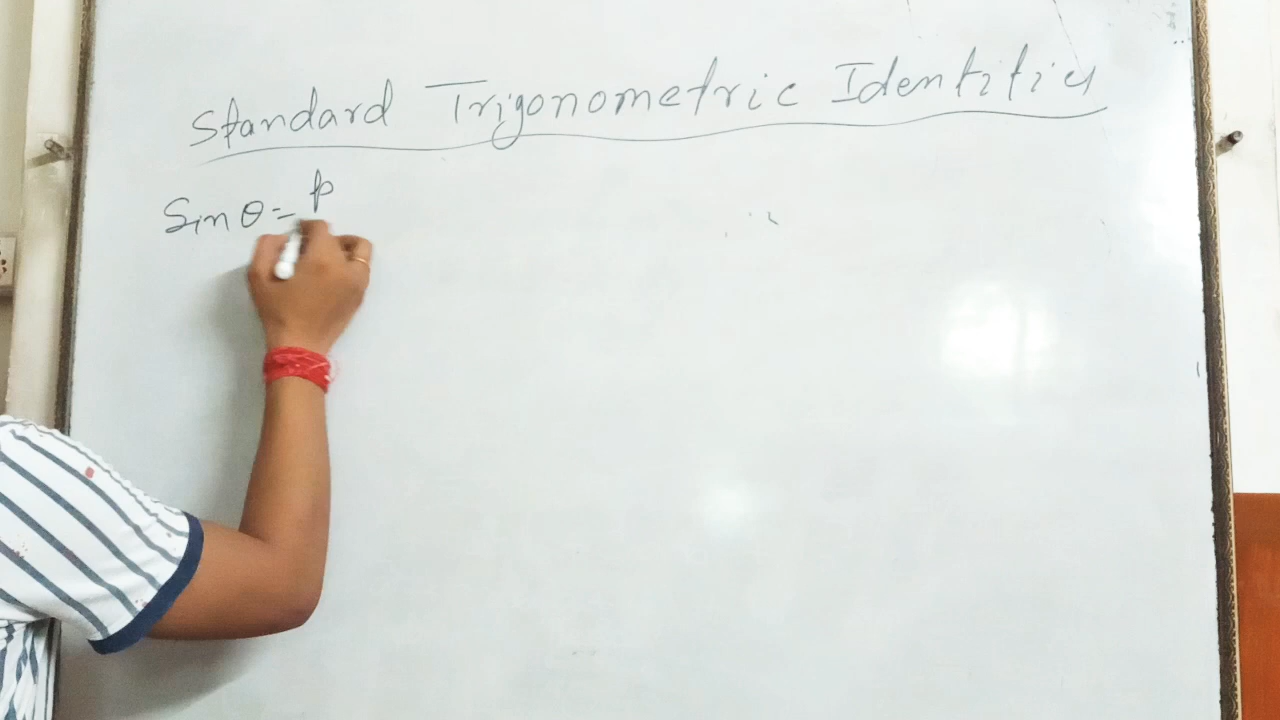 Standard Trigonometric Identities
Sin θ = p